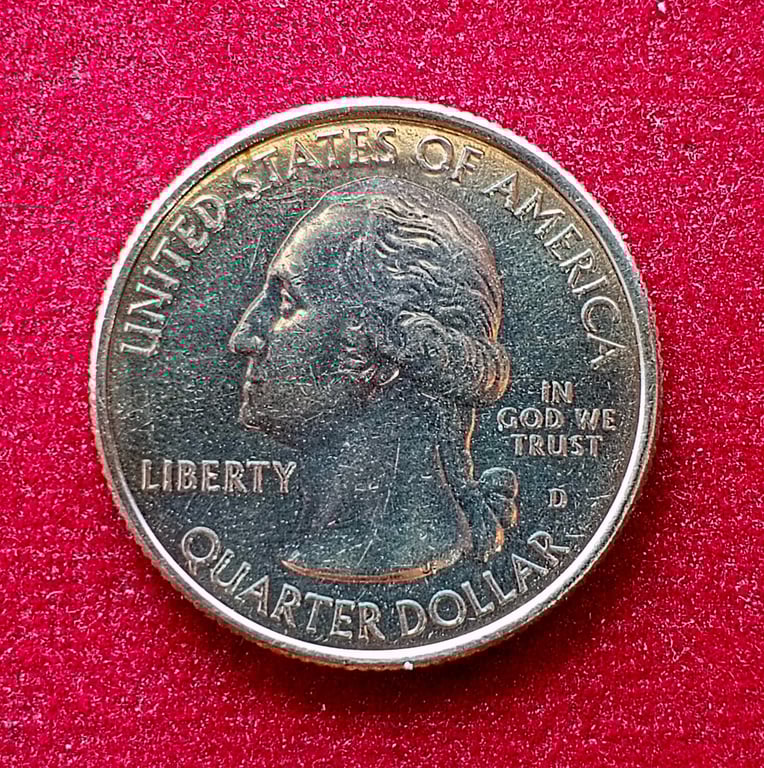 UNITED STATES OF AMERICA
LIBERTY
IN
GOD WE
TRUST
D
QUARTER DOLLAR